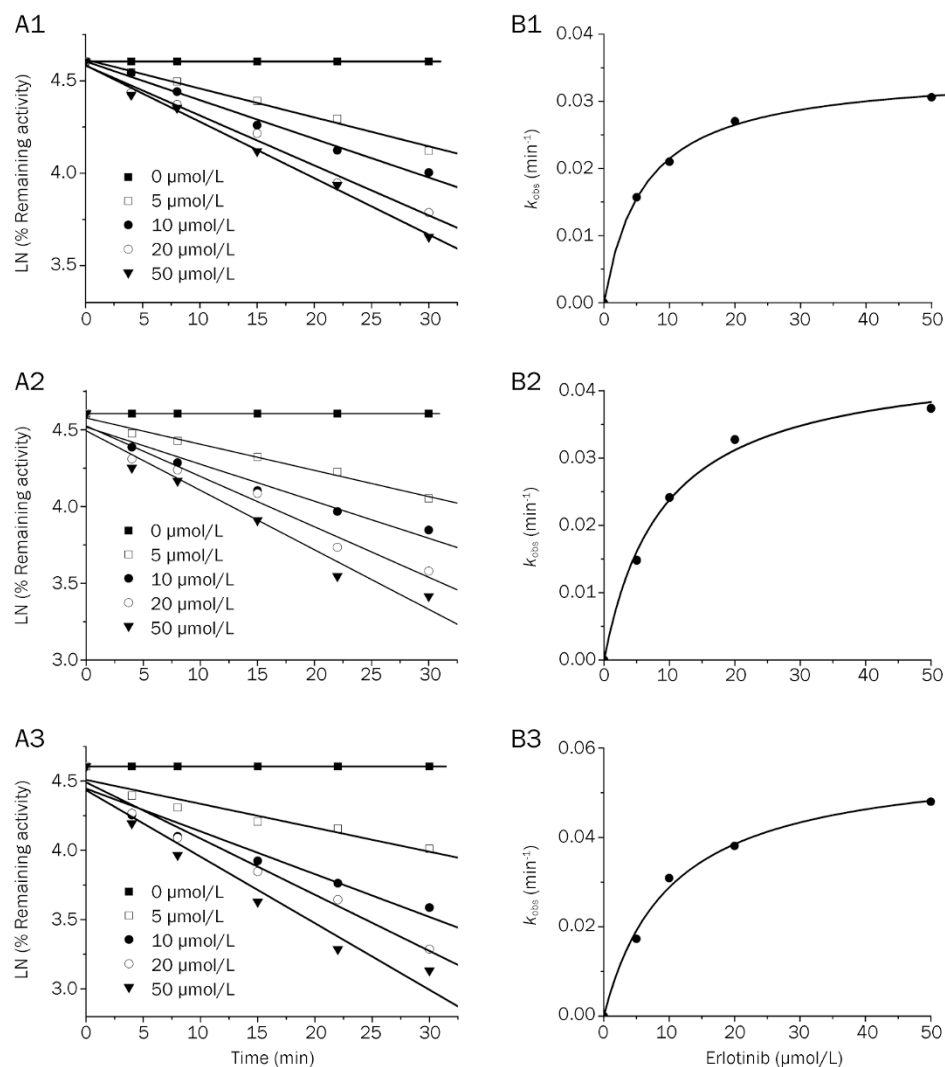 A1
LN (% Remaining activity)
4.5
4.0
3.5
0 µmol/L
5 µmol/L
10 µmol/L
20 µmol/L
50 µmol/L
0 5 10 15 20 25 30
B1
kobs (min-1)
0.04
0.03
0.02
0.01
0.00
0 10 20 30 40 50
A2
LN (% Remaining activity)
4.5
4.0
3.5
3.0
0 µmol/L
5 µmol/L
10 µmol/L
20 µmol/L
50 µmol/L
0 5 10 15 20 25 30
B2
kobs (min-1)
0.04
0.03
0.02
0.01
0.00
0 10 20 30 40 50
A3
LN (% Remaining activity)
4.5
4.0
3.5
3.0
0 µmol/L
5 µmol/L
10 µmol/L
20 µmol/L
50 µmol/L
0 5 10 15 20 25 30
Time (min)
B3
kobs (min-1)
0.06
0.04
0.02
0.00
0 10 20 30 40 50
Erlotinib (µmol/L)